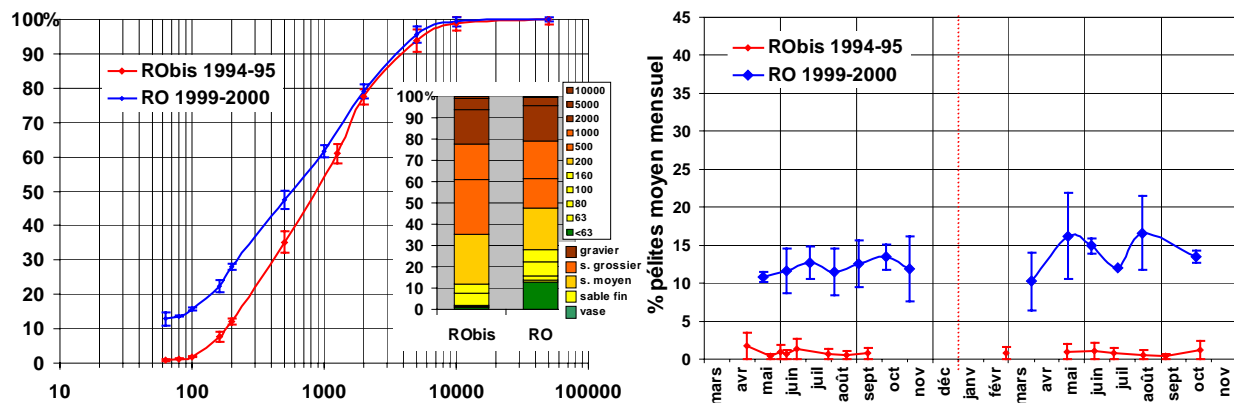 100%
90
80
70
60
50
40
30
20
10
0
10
100
1000
10000
100000
RObis 1994-95
RO 1999-2000
100%
90
80
70
60
50
40
30
20
10
0
RObis
RO
10000
5000
2000
1000
500
200
160
100
80
63
<63
gravier
s. grossier
s. moyen
sable fin
vase
% pélites moyen mensuel
45
40
35
30
25
20
15
10
5
0
RObis 1994-95
RO 1999-2000
mars
avr
mai
juin
juil
août
sept
oct
nov
déc
janv
févr
mars
avr
mai
juin
juil
août
sept
oct
nov